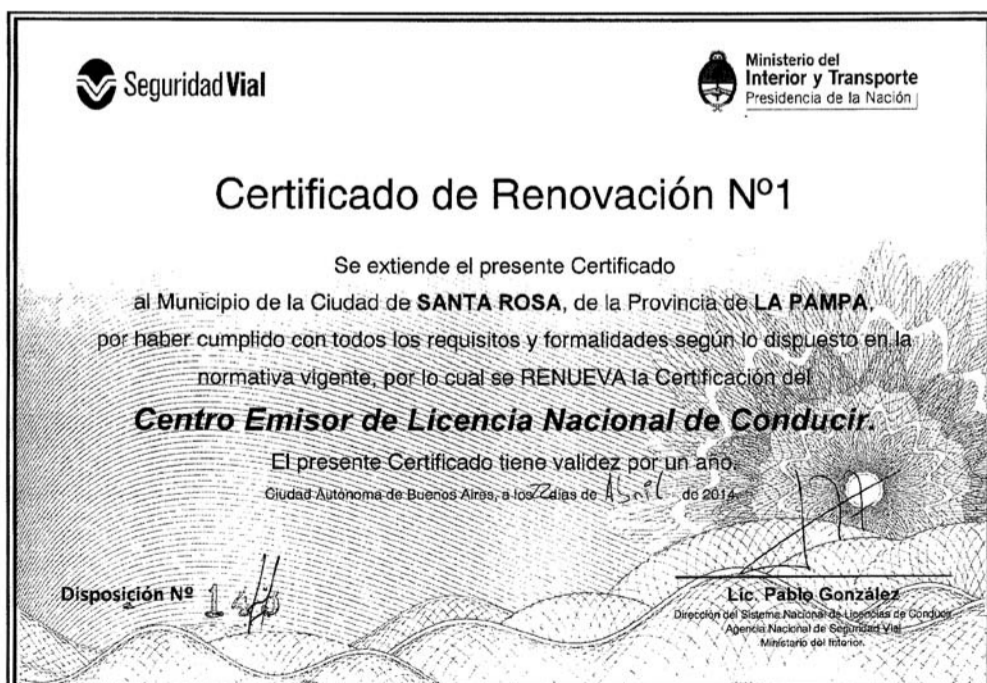 Seguridad Vial
Ministerio del
Interior y Transporte
Presidencia de la Nación
Certificado de Renovación Nº1
Se extiende el presente Certificado
al Municipio de la Ciudad de SANTA ROSA, de la Provincia de LA PAMPA,
por haber cumplido con todos los requisitos y formalidades según lo dispuesto en la
normativa vigente, por lo cual se RENUEVA la Certificación del
Centro Emisor de Licencia Nacional de Conducir.
El presente Certificado tiene validez por un año.
Ciudad Autónoma de Buenos Aires, a los 22 días de Abril de 2014.
Disposición Nº
Lic. Pablo González
Dirección del Sistema Nacional de Licencias de Conducir
Agencia Nacional de Seguridad Vial
Ministerio del Interior.